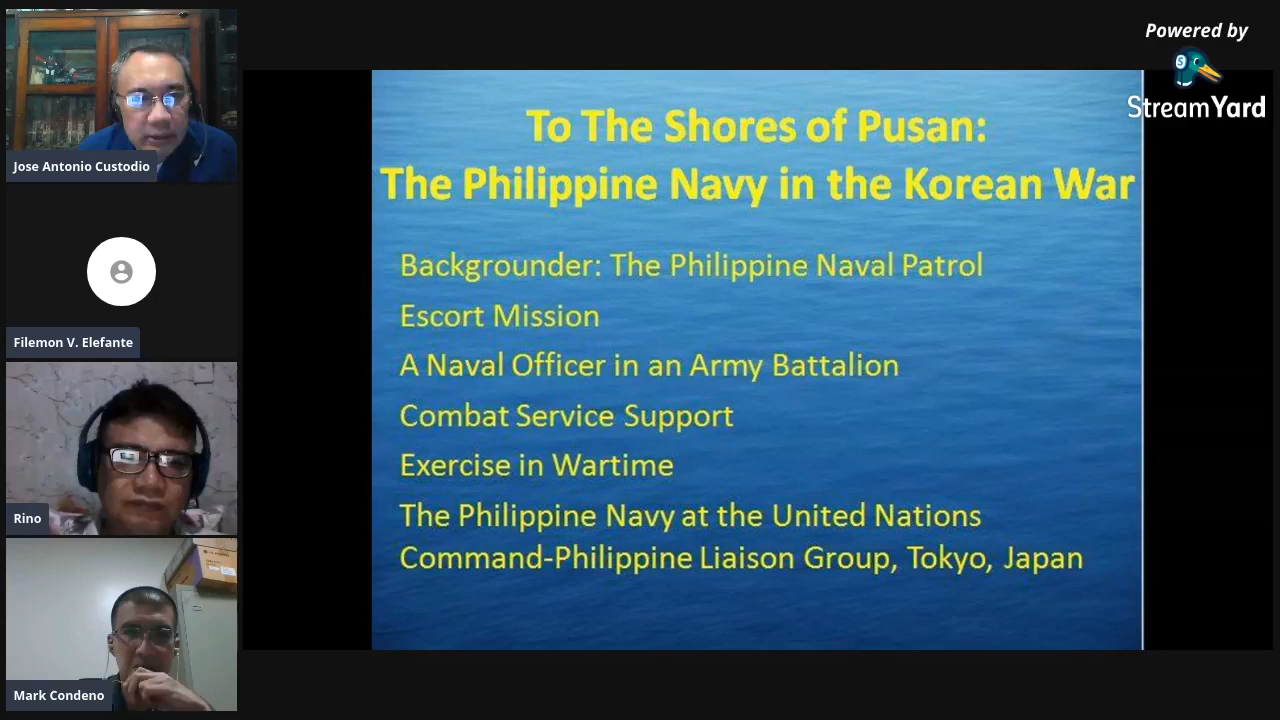 Powered by
StreamYard
Jose Antonio Custodio
Filemon V. Elefante
Rino
Mark Condeno
To The Shores of Pusan:
The Philippine Navy in the Korean War
Backgrounder: The Philippine Naval Patrol
Escort Mission
A Naval Officer in an Army Battalion
Combat Service Support
Exercise in Wartime
The Philippine Navy at the United Nations
Command-Philippine Liaison Group, Tokyo, Japan